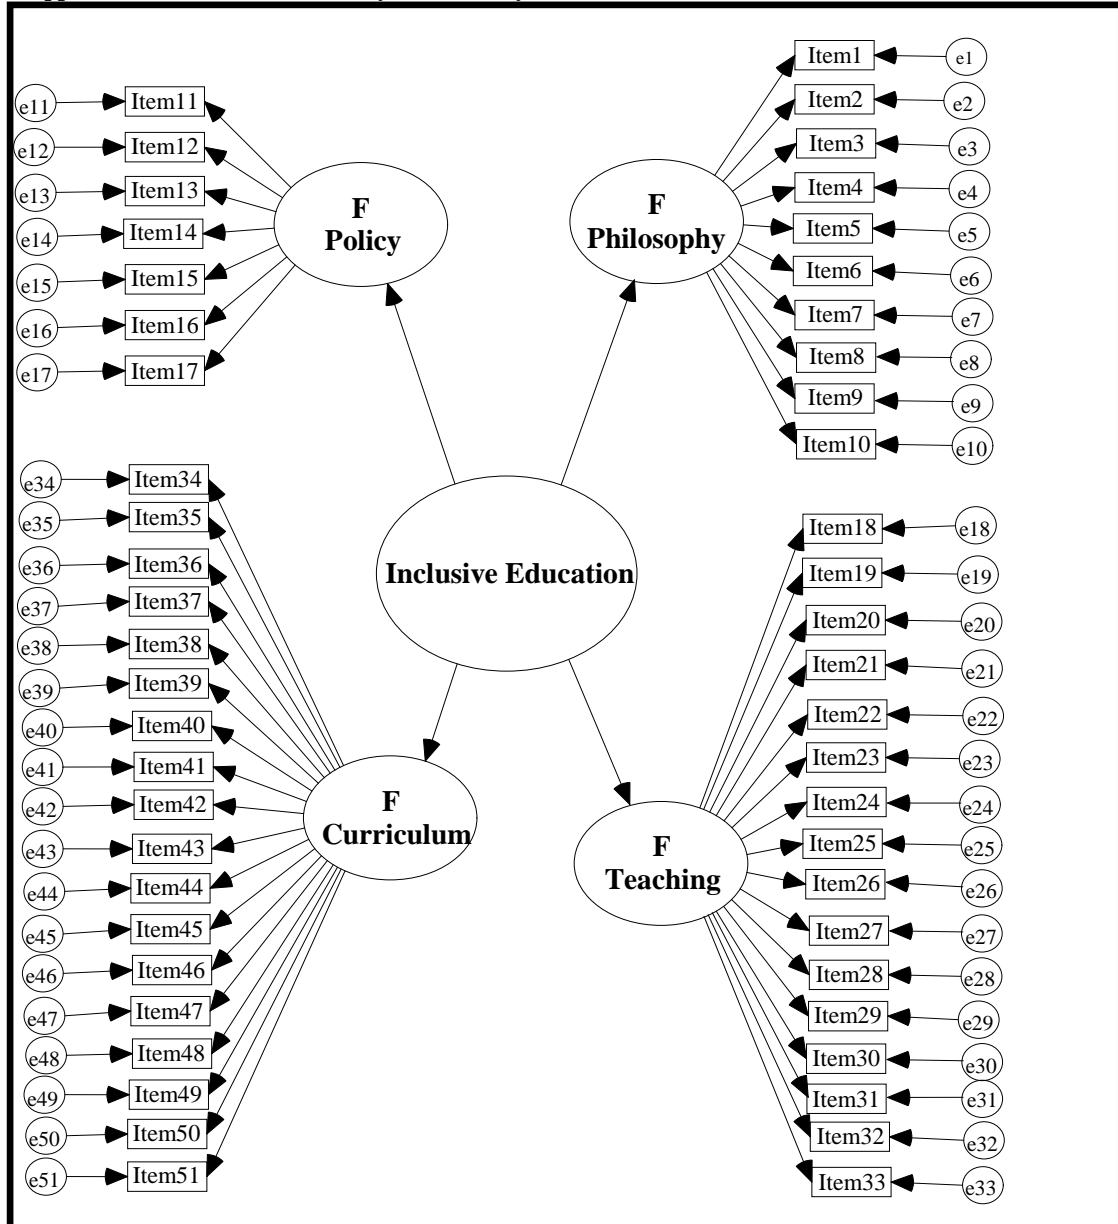 e11 Item11
e12 Item12
e13 Item13
e14 Item14
e15 Item15
e16 Item16
e17 Item17
F
Policy
Item1 e1
Item2 e2
Item3 e3
Item4 e4
Item5 e5
Item6 e6
Item7 e7
Item8 e8
Item9 e9
Item10 e10
F
Philosophy
Inclusive Education
e34 Item34
e35 Item35
e36 Item36
e37 Item37
e38 Item38
e39 Item39
e40 Item40
e41 Item41
e42 Item42
e43 Item43
e44 Item44
e45 Item45
e46 Item46
e47 Item47
e48 Item48
e49 Item49
e50 Item50
e51 Item51
F
Curriculum
Item18 e18
Item19 e19
Item20 e20
Item21 e21
Item22 e22
Item23 e23
Item24 e24
Item25 e25
Item26 e26
Item27 e27
Item28 e28
Item29 e29
Item30 e30
Item31 e31
Item32 e32
Item33 e33
F
Teaching